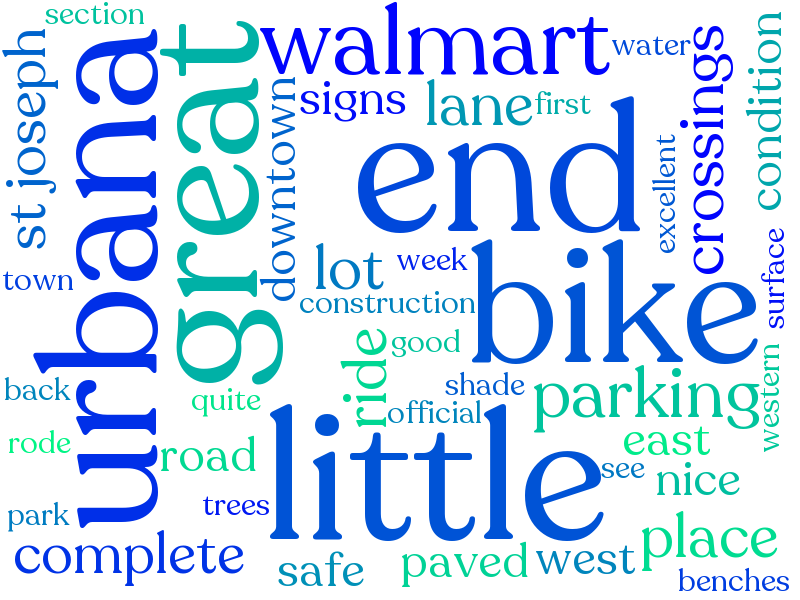 section
walmart
water
urbana
great
st joseph
signs
lane
first
crossings
condition
downtown
end
excellent
lot
week
town
construction
bike
surface
good
ride
back
quite
shade
parking
western
official
little
rode
road
east
see
nice
trees
park
complete
safe
paved
west
place
benches